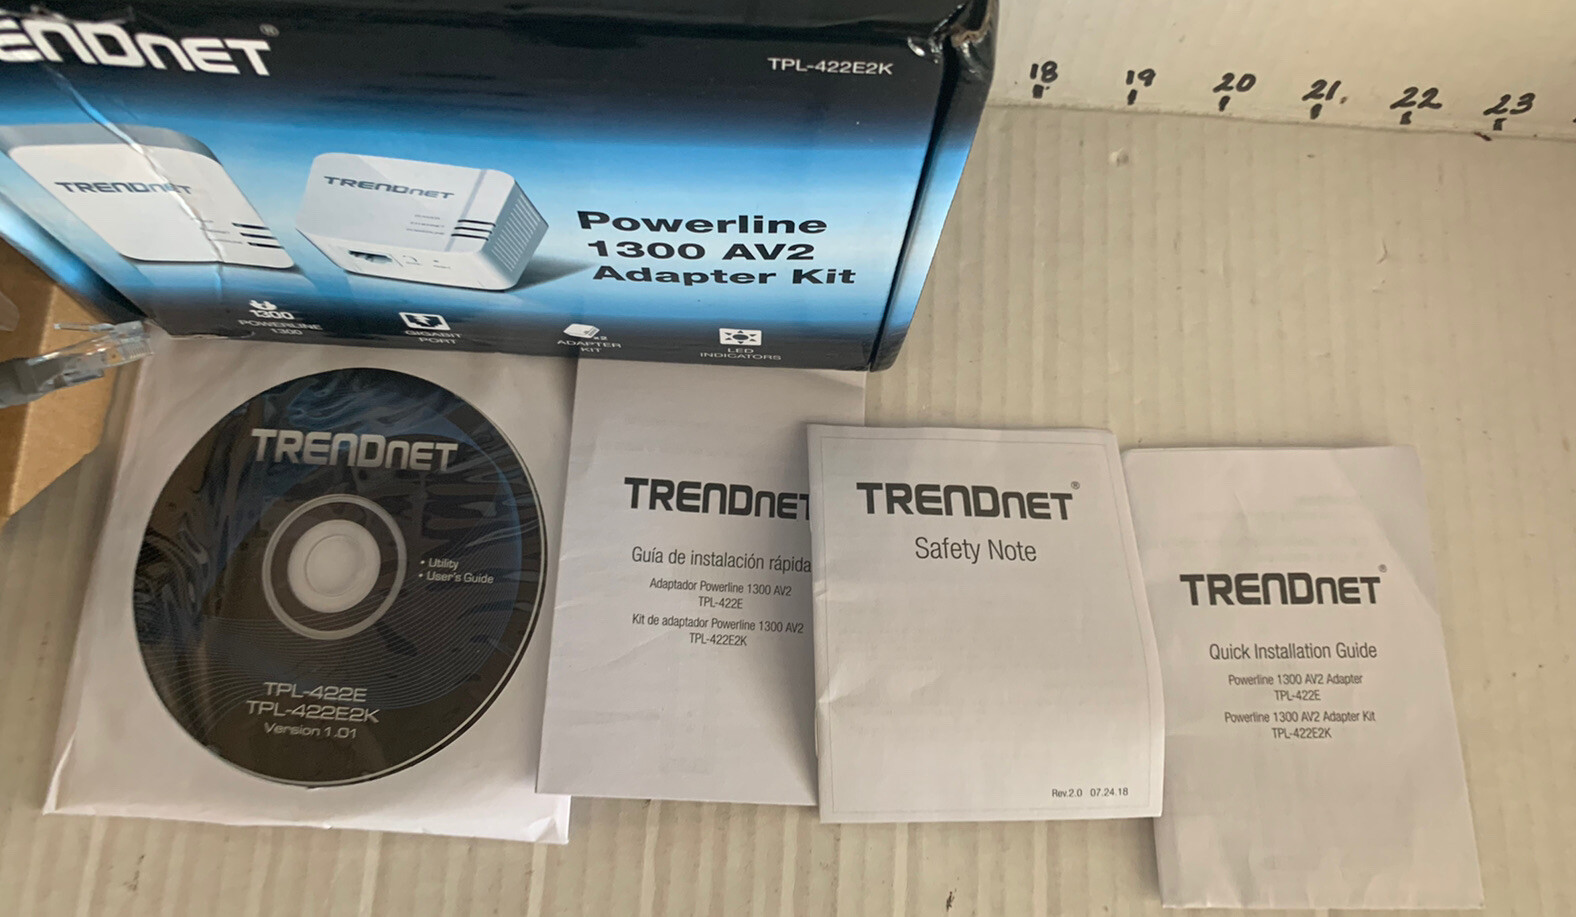 TRENDNET®
TPL-422E2K
TRENDNET
TRENDNET
Powerline
1300 AV2
Adapter Kit
1300
POWERLINE
1300
GIGABIT
PORT
x2
ADAPTER
KIT
LED
INDICATORS
18 19 20 21. 22 23
TRENDNET
• Utility
• User's Guide
TPL-422E
TPL-422E2K
Version 1.01
TRENDNET
Guía de instalación rápida
Adaptador Powerline 1300 AV2
TPL-422E
Kit de adaptador Powerline 1300 AV2
TPL-422E2K
TRENDNET®
Safety Note
Rev.2.0 07.24.18
TRENDNET®
Quick Installation Guide
Powerline 1300 AV2 Adapter
TPL-422E
Powerline 1300 AV2 Adapter Kit
TPL-422E2K